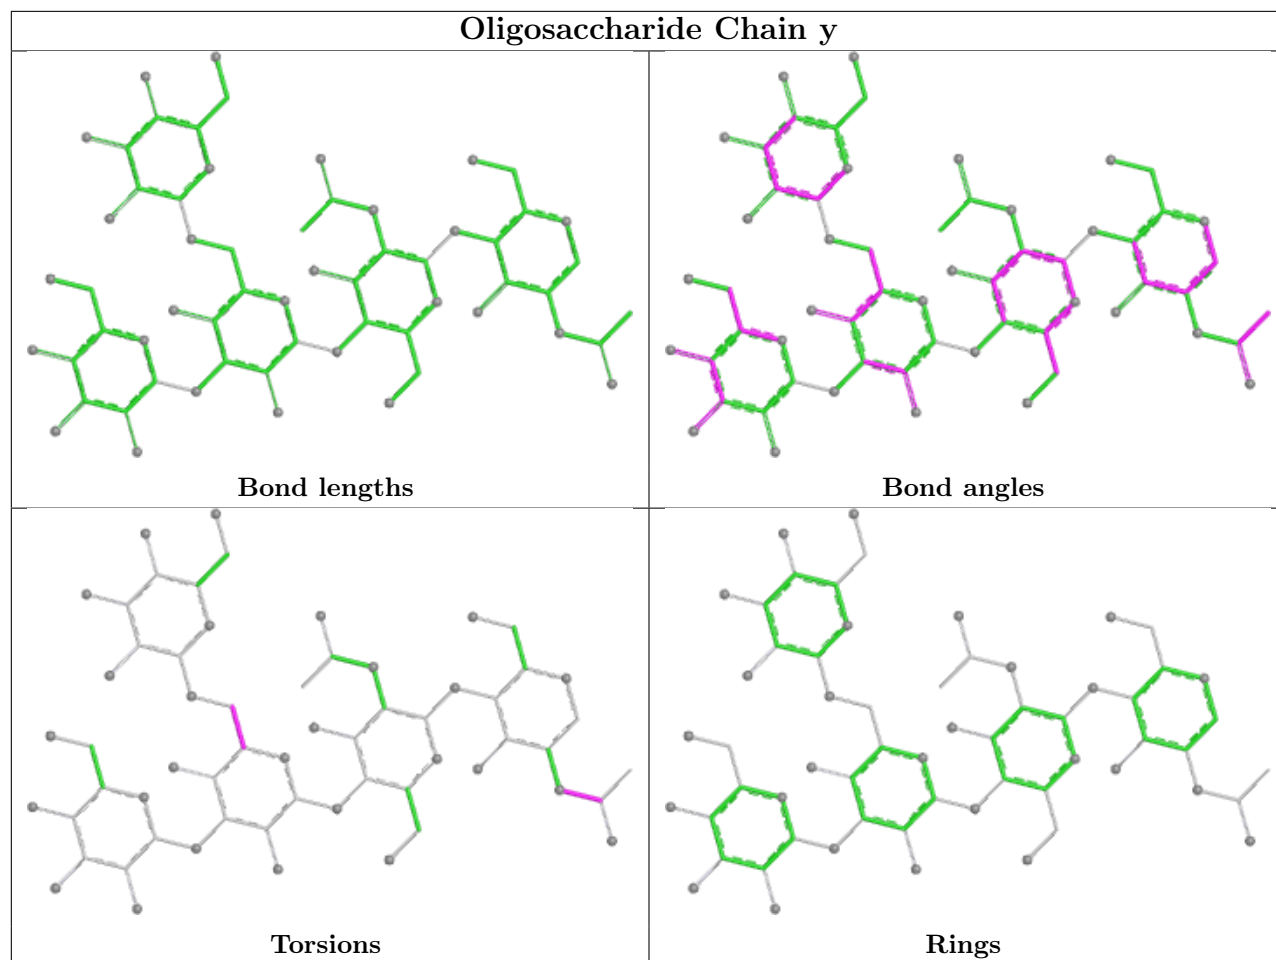 Oligosaccharide Chain y
Bond lengths
Bond angles
Torsions
Rings